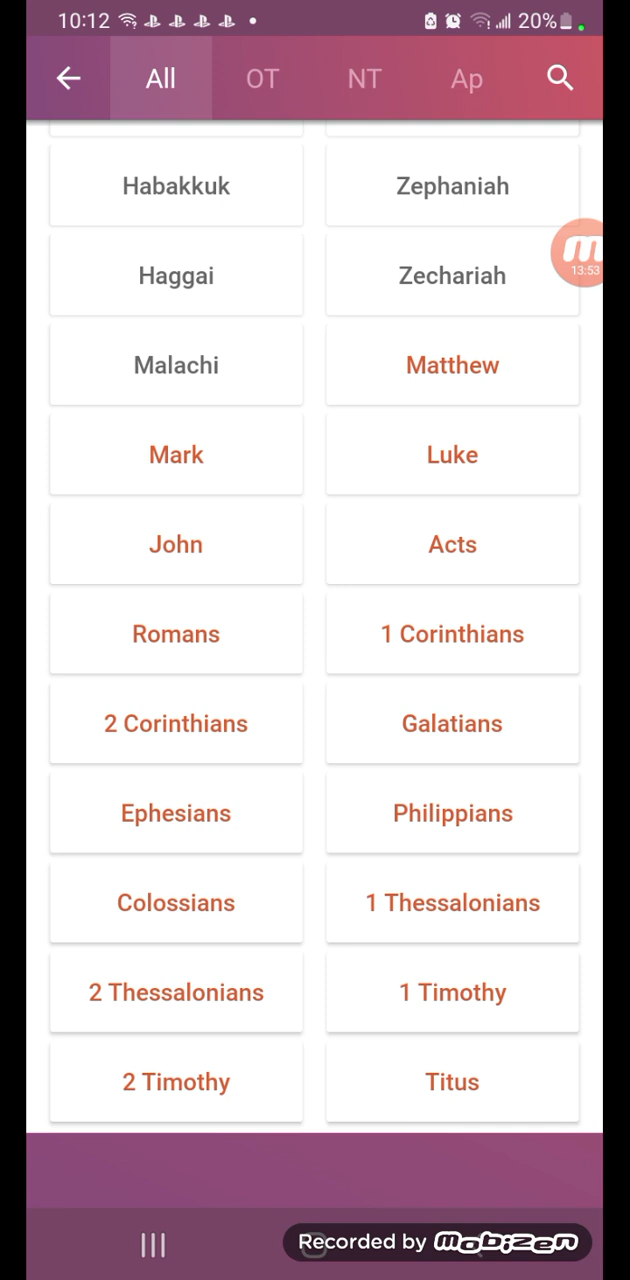 10:12 20%
All OT NT Ap
Habakkuk Zephaniah
m
13:53
Haggai Zechariah
Malachi Matthew
Mark Luke
John Acts
Romans 1 Corinthians
2 Corinthians Galatians
Ephesians Philippians
Colossians 1 Thessalonians
2 Thessalonians 1 Timothy
2 Timothy Titus
Recorded by mobizen